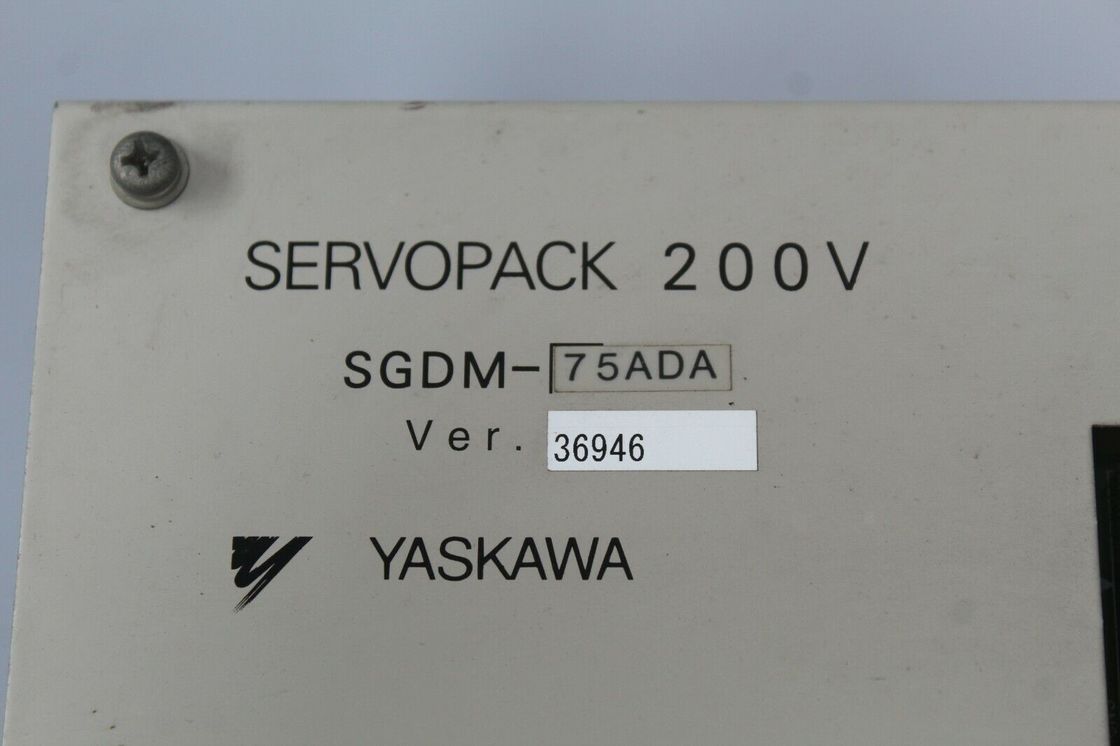 SERVOPACK 200V
SGDM-75ADA
Ver. 36946
YASKAWA